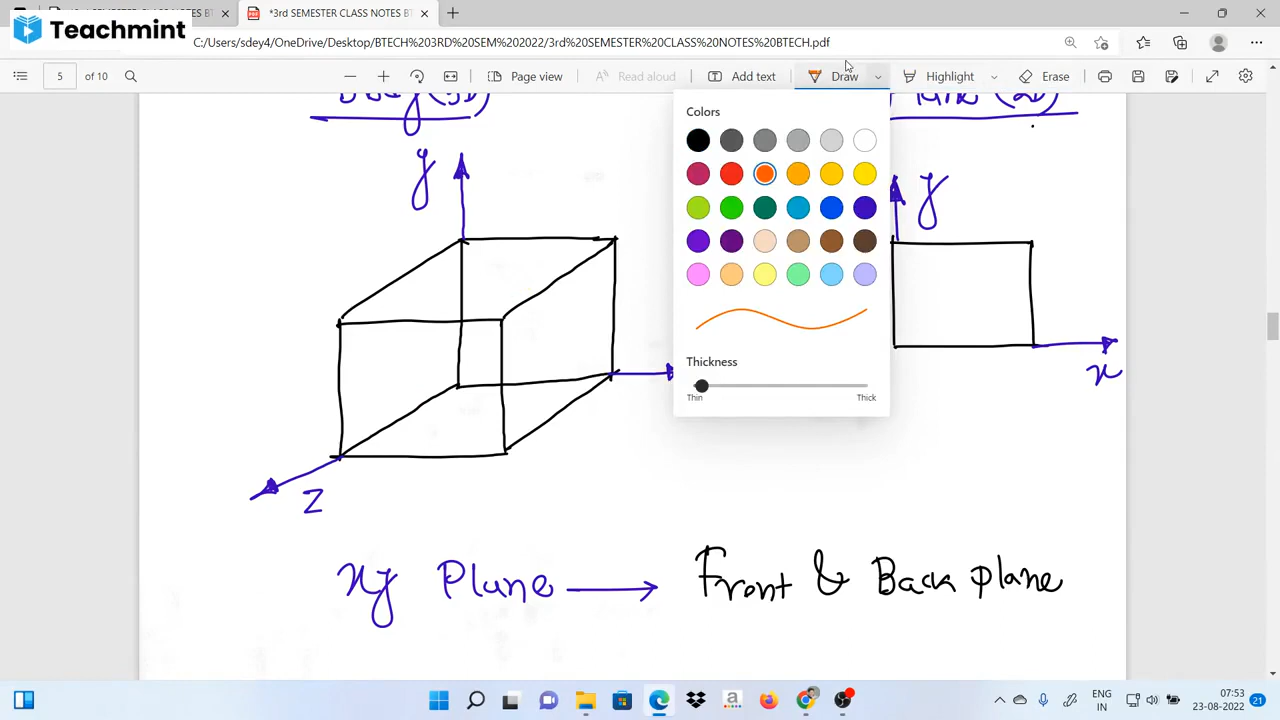 Teachmint
*3rd SEMESTER CLASS NOTES BT
C:/Users/sdey4/OneDrive/Desktop/BTECH%203RD%20SEM%202022/3rd%20SEMESTER%20CLASS%20NOTES%20BTECH.pdf
5 of 10
Page view
Read aloud
Add text
Draw
Highlight
Erase
Colors
y
y
Thickness
Thin Thick
x
Z
xy Plane → Front & Back plane
ENG
IN
07:53
23-08-2022
21